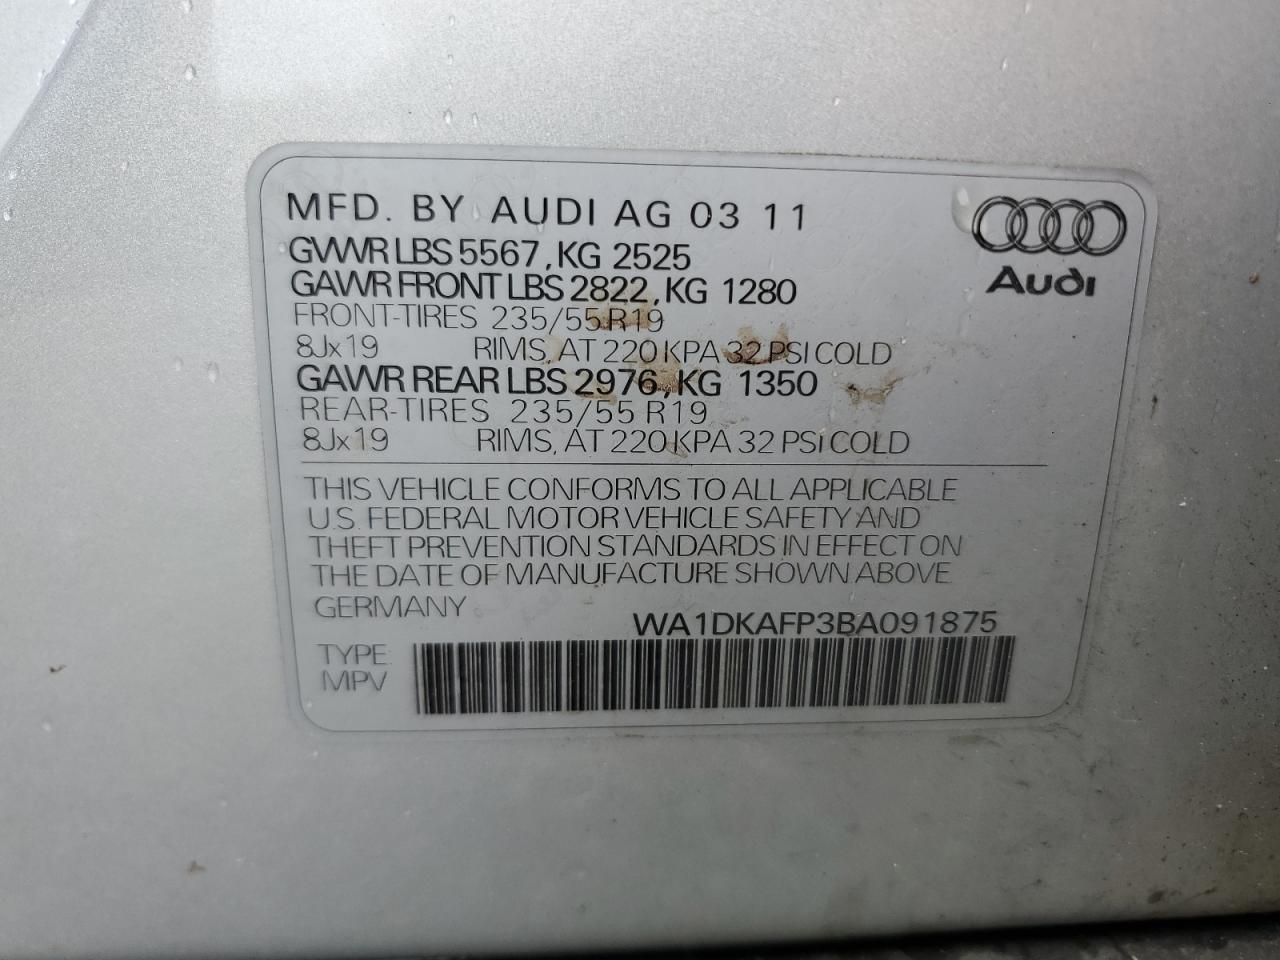 MFD. BY AUDI AG 03 11
GVWR LBS 5567, KG 2525
GAWR FRONT LBS 2822, KG 1280
FRONT-TIRES 235/55 R19
8Jx19 RIMS, AT 220 KPA 32 PSI COLD
GAWR REAR LBS 2976, KG 1350
REAR-TIRES 235/55 R19
8Jx19 RIMS, AT 220 KPA 32 PSI COLD
Audi
THIS VEHICLE CONFORMS TO ALL APPLICABLE
U.S. FEDERAL MOTOR VEHICLE SAFETY AND
THEFT PREVENTION STANDARDS IN EFFECT ON
THE DATE OF MANUFACTURE SHOWN ABOVE
GERMANY WA1DKAFP3BA091875
TYPE
MPV